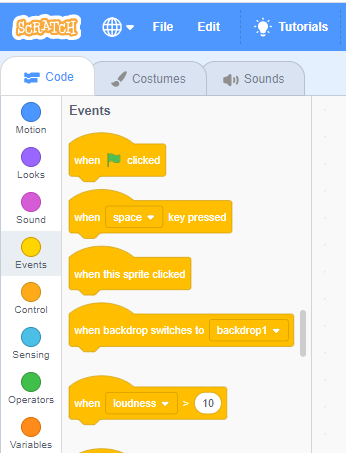 SCRATCH File Edit Tutorials
Code Costumes Sounds
Motion
Looks
Sound
Events
Control
Sensing
Operators
Variables
Events
when clicked
when space key pressed
when this sprite clicked
when backdrop switches to backdrop1
when loudness > 10